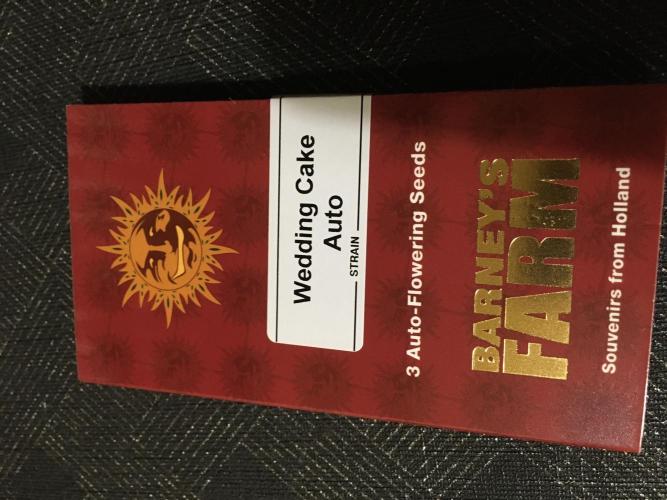 Wedding Cake
Auto
STRAIN
3 Auto-Flowering Seeds
BARNEY'S
FARM
Souvenirs from Holland